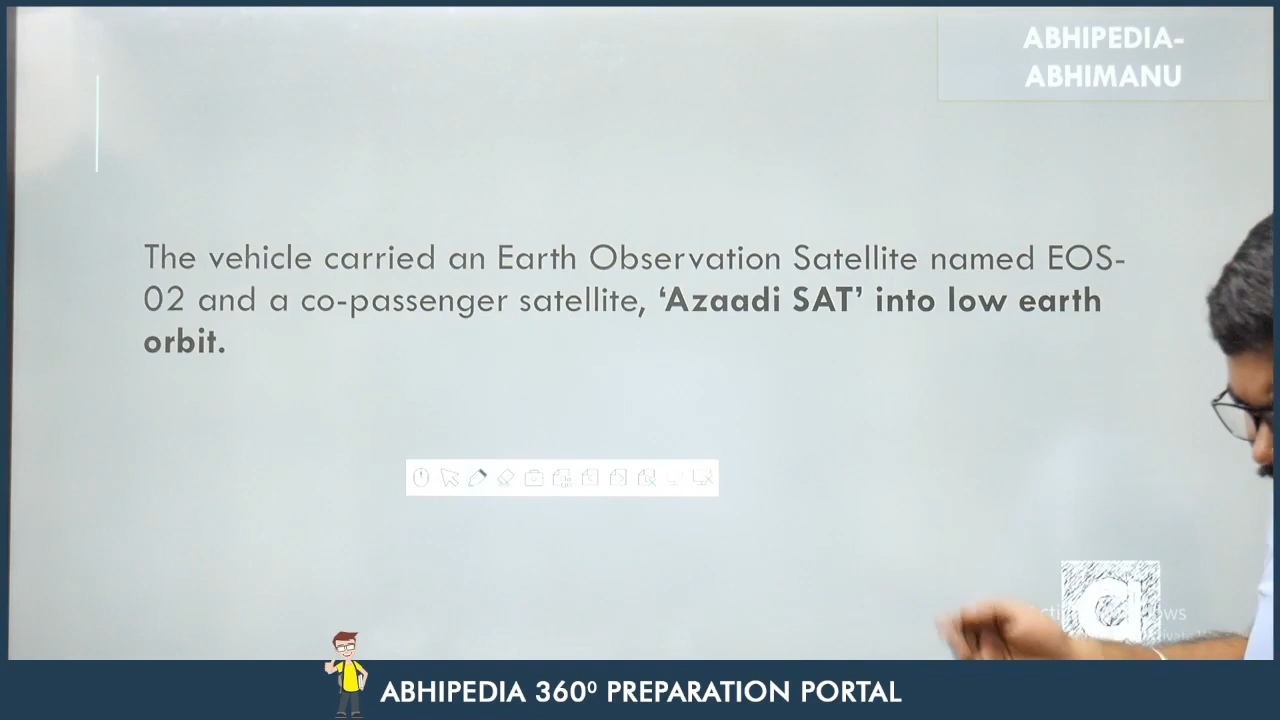 ABHIPEDIA-
ABHIMANU
The vehicle carried an Earth Observation Satellite named EOS-
02 and a co-passenger satellite, ‘Azaadi SAT’ into low earth
orbit.
ABHIPEDIA 360⁰ PREPARATION PORTAL